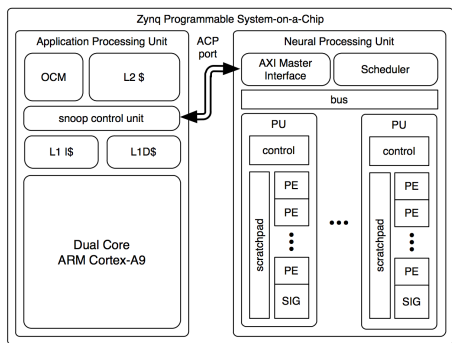 Zynq Programmable System-on-a-Chip
Application Processing Unit
OCM
L2 $
snoop control unit
L1 I$
L1D$
Dual Core
ARM Cortex-A9
ACP
port
Neural Processing Unit
AXI Master
Interface
Scheduler
bus
PU
control
scratchpad
PE
PE
PE
SIG
PU
control
scratchpad
PE
PE
PE
SIG